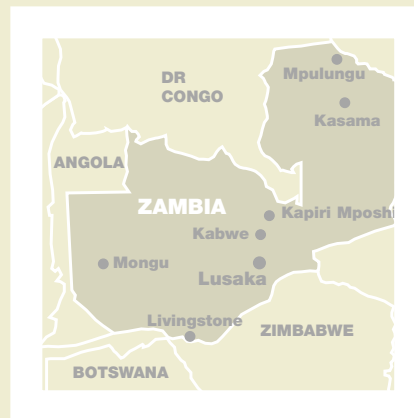 DR
CONGO
Mpulungu
Kasama
ANGOLA
ZAMBIA
Kapiri Mposhi
Kabwe
Mongu
Lusaka
Livingstone
ZIMBABWE
BOTSWANA